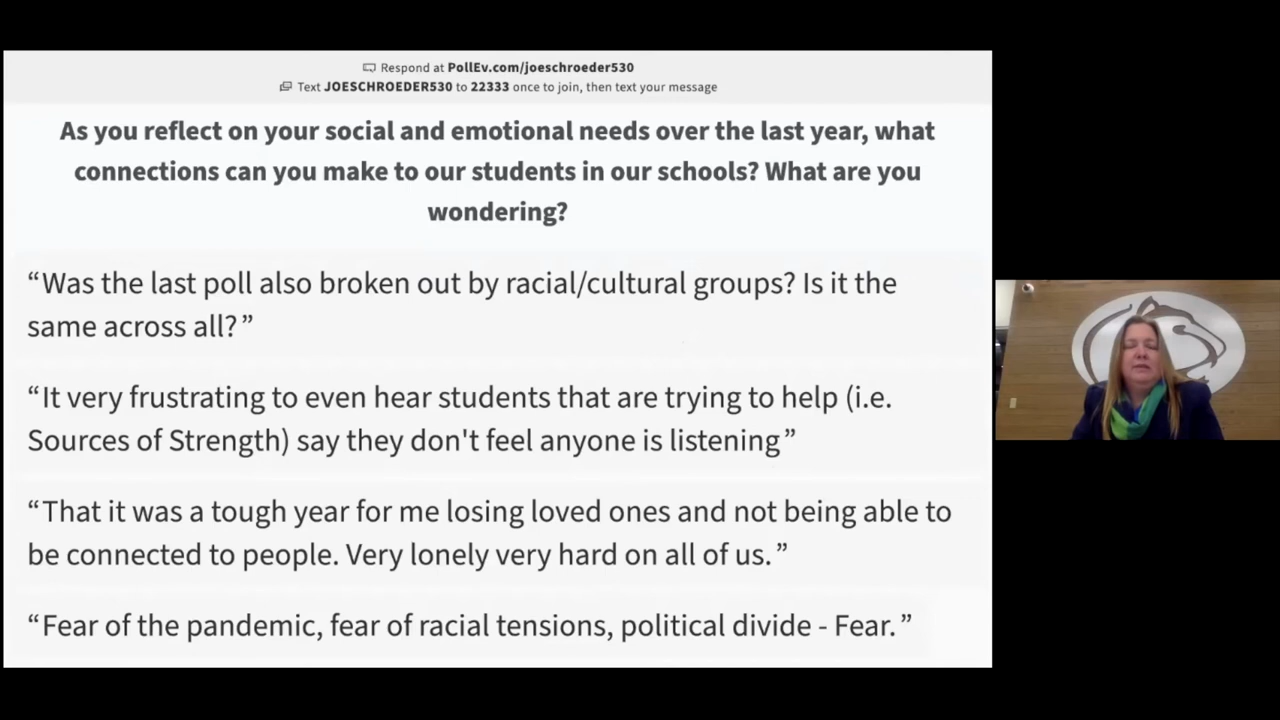 Respond at PollEv.com/joeschroeder530
Text JOESCHROEDER530 to 22333 once to join, then text your message
As you reflect on your social and emotional needs over the last year, what
connections can you make to our students in our schools? What are you
wondering?
“Was the last poll also broken out by racial/cultural groups? Is it the
same across all?”
“It very frustrating to even hear students that are trying to help (i.e.
Sources of Strength) say they don't feel anyone is listening”
“That it was a tough year for me losing loved ones and not being able to
be connected to people. Very lonely very hard on all of us.”
“Fear of the pandemic, fear of racial tensions, political divide - Fear.”